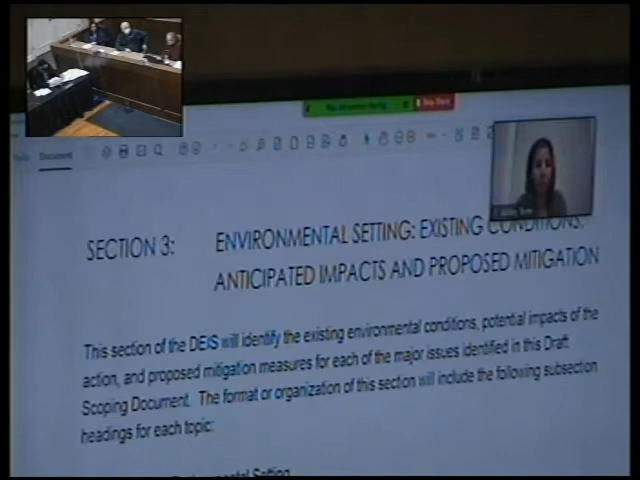 Document
SECTION 3: ENVIRONMENTAL SETTING: EXISTING CONDITIONS,
ANTICIPATED IMPACTS AND PROPOSED MITIGATION
This section of the DEIS will identify the existing environmental conditions, potential impacts of the
action, and proposed mitigation measures for each of the major issues identified in this Draft
Scoping Document. The format or organization of this section will include the following subsection
headings for each topic:
Setting